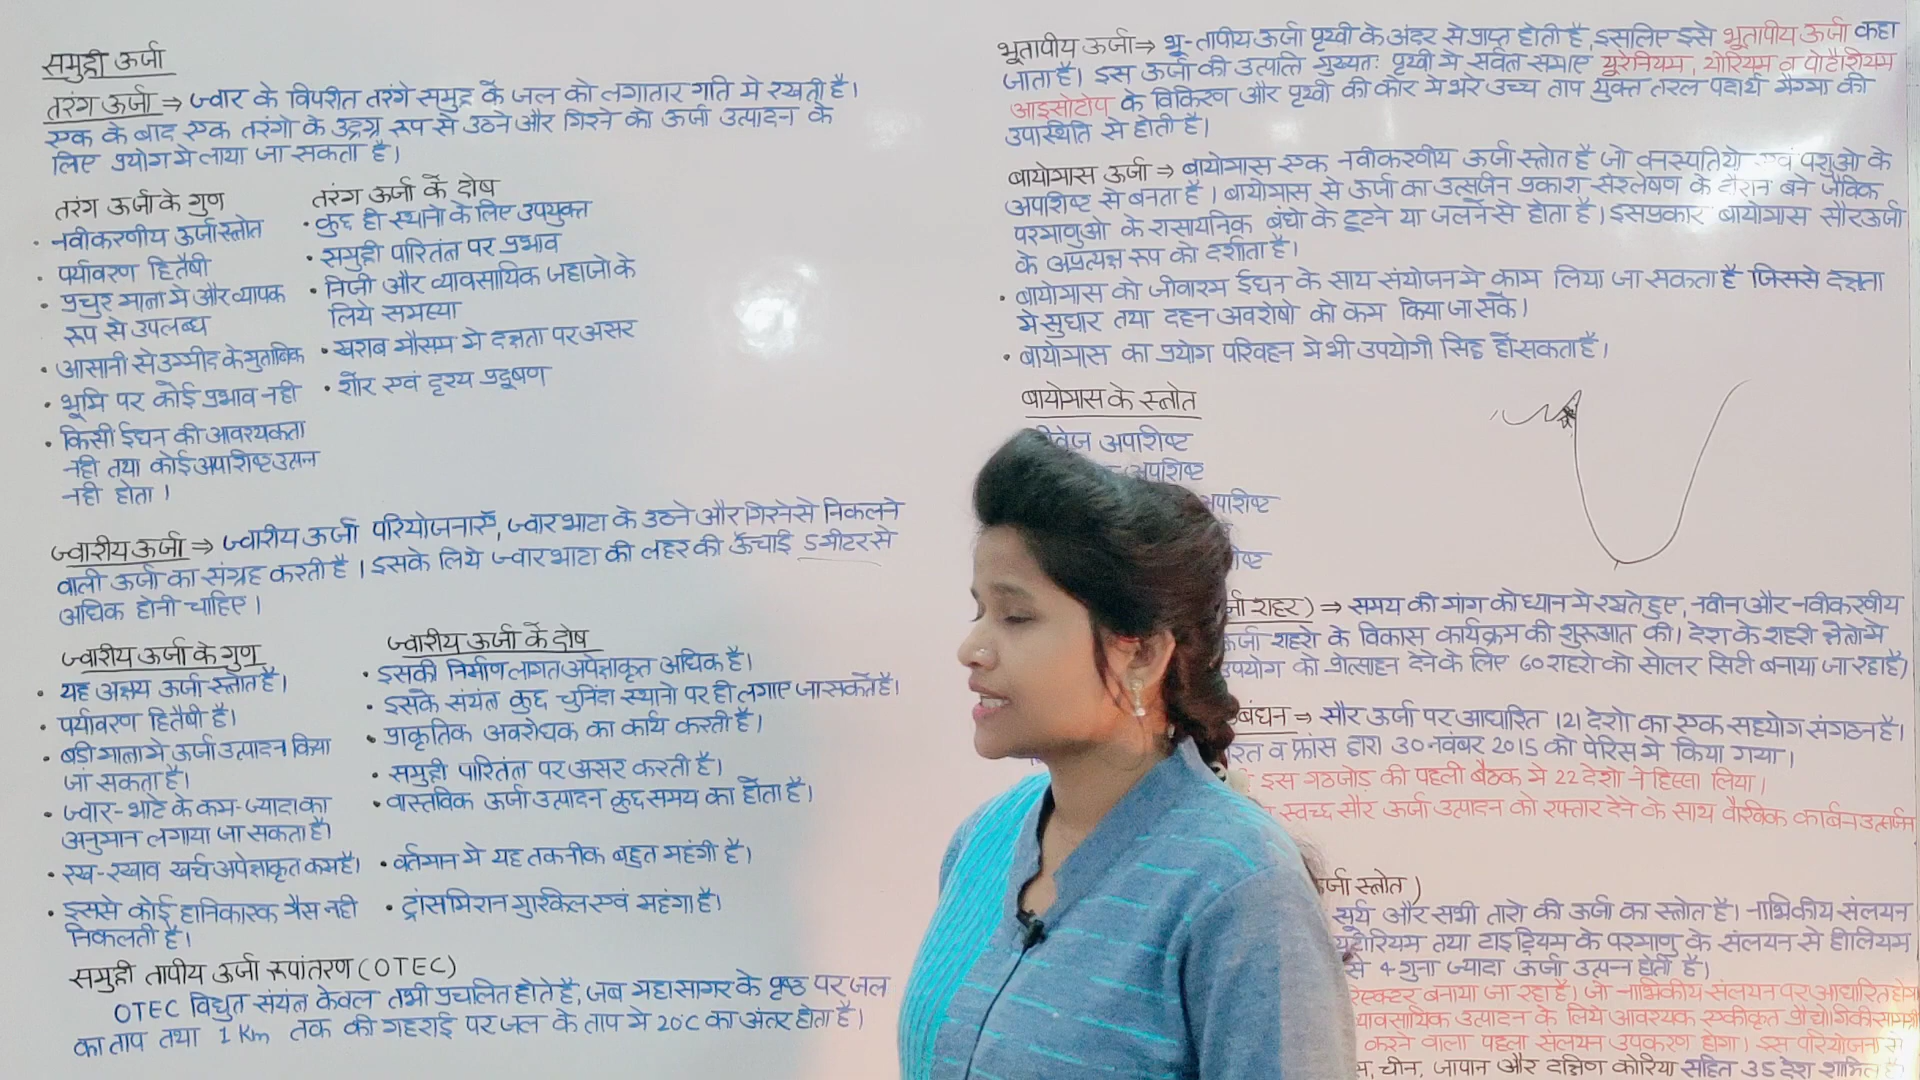 समुद्री ऊर्जा
तरंग ऊर्जा ⇒ ज्वार के विपरीत तरंगे समुद्र के जल को लगातार गति मे रखती है।
एक के बाद एक तरंगो के उद्वग्र रूप से उठने और गिरने को ऊर्जा उत्पादन के
लिए प्रयोग मे लाया जा सकता है।
तरंग ऊर्जा के गुण
• नवीकरणीय ऊर्जा स्त्रोत
• पर्यावरण हितैषी
• प्रचुर मात्रा मे और व्यापक
रूप से उपलब्ध
• आसानी से उम्मीद के मुताबिक
• भूमि पर कोई प्रभाव नही
• किसी ईंधन की आवश्यकता
नही तथा कोई अपशिष्ट उत्पन्न
नही होता।
तरंग ऊर्जा के दोष
• कुछ ही स्थानो के लिए उपयुक्त
• समुद्री पारितंत्र पर प्रभाव
• निजी और व्यावसायिक जहाजो के
लिये समस्या
• खराब मौसम मे दक्षता पर असर
• शोर एवं दृश्य प्रदूषण
ज्वारीय ऊर्जा ⇒ ज्वारीय ऊर्जा परियोजनाएँ, ज्वार भाटा के उठने और गिरने से निकलने
वाली ऊर्जा का संग्रह करती है। इसके लिये ज्वार भाटा की लहर की ऊँचाई 5 मीटर से
अधिक होनी चाहिए।
ज्वारीय ऊर्जा के गुण
• यह अक्षय ऊर्जा स्त्रोत है।
• पर्यावरण हितैषी है।
• बडी मात्रा मे ऊर्जा उत्पादन किया
जा सकता है।
• ज्वार-भाटे के कम-ज्यादा का
अनुमान लगाया जा सकता है।
• रख-रखाव खर्च अपेक्षाकृत कम है।
• इससे कोई हानिकारक गैस नही
निकलती है।
ज्वारीय ऊर्जा के दोष
• इसकी निर्माण लागत अपेक्षाकृत अधिक है।
• इसके संयंत्र कुछ चुनिंदा स्थानो पर ही लगाए जा सकते है।
• प्राकृतिक अवरोधक का कार्य करती है।
• समुद्री पारितंत्र पर असर करती है।
• वास्तविक ऊर्जा उत्पादन कुछ समय का होता है।
• वर्तमान मे यह तकनीक बहुत महंगी है।
• ट्रांसमिशन मुश्किल एवं महंगा है।
समुद्री तापीय ऊर्जा रूपांतरण (OTEC)
OTEC विद्युत संयंत्र केवल तभी प्रचलित होते है, जब महासागर के पृष्ठ पर जल
का ताप तथा 1 Km तक की गहराई पर जल के ताप मे 20°C का अंतर होता है।
भूतापीय ऊर्जा ⇒ भू-तापीय ऊर्जा पृथ्वी के अंदर से प्राप्त होती है, इसलिए इसे भूतापीय ऊर्जा कहा
जाता है। इस ऊर्जा की उत्पत्ति मुख्यतः पृथ्वी मे सर्वत्र समाए यूरेनियम, थोरियम व पोटैशियम
आइसोटोप के विकिरण और पृथ्वी की कोर मे भरे उच्च ताप युक्त तरल पदार्थ मैग्मा की
उपस्थिति से होती है।
बायोमास ऊर्जा ⇒ बायोमास एक नवीकरणीय ऊर्जा स्त्रोत है जो वनस्पतियो एवं पशुओ के
अपशिष्ट से बनता है। बायोमास से ऊर्जा का उत्सर्जन प्रकाश-संश्लेषण के दौरान बने जैविक
परमाणुओ के रासायनिक बंधो के टूटने या जलने से होता है। इस प्रकार बायोमास सौर ऊर्जा
के अप्रत्यक्ष रूप को दर्शाता है।
• बायोमास को जीवाश्म ईंधन के साथ संयोजन मे काम लिया जा सकता है जिससे दक्षता
मे सुधार तथा दहन अवशेषो को कम किया जा सके।
• बायोमास का प्रयोग परिवहन मे भी उपयोगी सिद्ध हो सकता है।
बायोमास के स्त्रोत
अपशिष्ट
अपशिष्ट
अपशिष्ट
शहर) ⇒ समय की मांग को ध्यान मे रखते हुए, नवीन और नवीकरणीय
ऊर्जा शहरो के विकास कार्यक्रम की शुरूआत की। देश के शहरी क्षेत्रो मे
उपयोग को प्रोत्साहन देने के लिए 60 शहरो को सोलर सिटी बनाया जा रहा है)
⇒ सौर ऊर्जा पर आधारित 121 देशो का एक सहयोग संगठन है।
व फ्रांस द्वारा 30 नवंबर 2015 को पेरिस मे किया गया।
इस गठजोड़ की पहली बैठक मे 22 देशो ने हिस्सा लिया।
स्वच्छ सौर ऊर्जा उत्पादन को रफ्तार देने के साथ वैश्विक कार्बन उत्सर्जन
स्त्रोत)
सूर्य और सभी तारो की ऊर्जा का स्त्रोत है। नाभिकीय संलयन
तथा टाइट्रियम के परमाणु के संलयन से हीलियम
से 4 गुना ज्यादा ऊर्जा उत्पन्न होती है।
बनाया जा रहा है। जो नाभिकीय संलयन पर आधारित
उत्पादन के लिये आवश्यक एकीकृत प्रोद्योगिकी
करने वाला पहला संलयन उपकरण होगा। इस परियोजना मे
चीन, जापान और दक्षिण कोरिया सहित 35 देश शामिल है